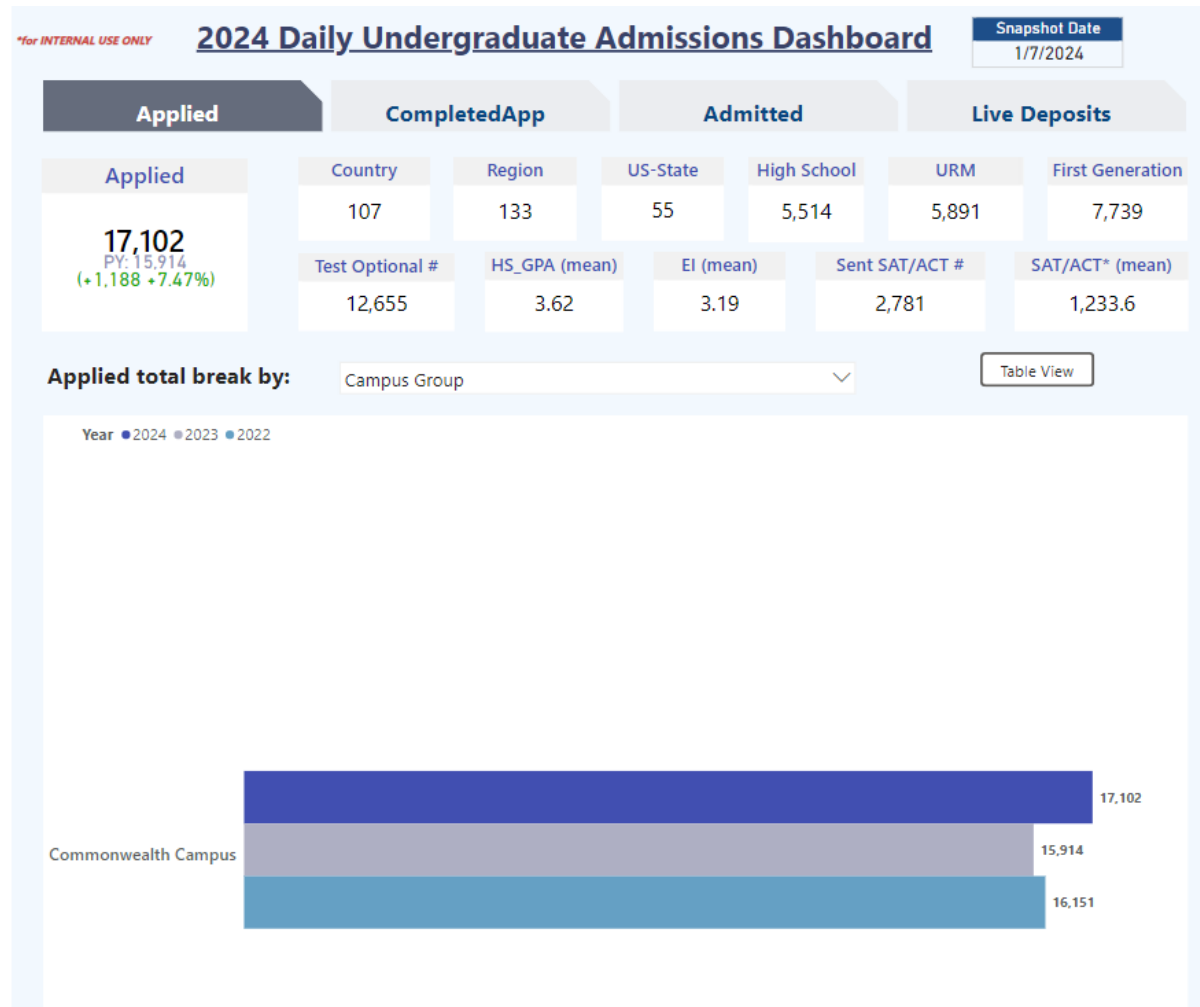 *for INTERNAL USE ONLY
2024 Daily Undergraduate Admissions Dashboard
Snapshot Date
1/7/2024
Applied
CompletedApp
Admitted
Live Deposits
Applied
17,102
PY: 15,914
(+1,188 +7.47%)
Country
107
Region
133
US-State
55
High School
5,514
URM
5,891
First Generation
7,739
Test Optional #
12,655
HS_GPA (mean)
3.62
EI (mean)
3.19
Sent SAT/ACT #
2,781
SAT/ACT* (mean)
1,233.6
Applied total break by:
Campus Group
Table View
Year 2024 2023 2022
Commonwealth Campus
17,102
15,914
16,151